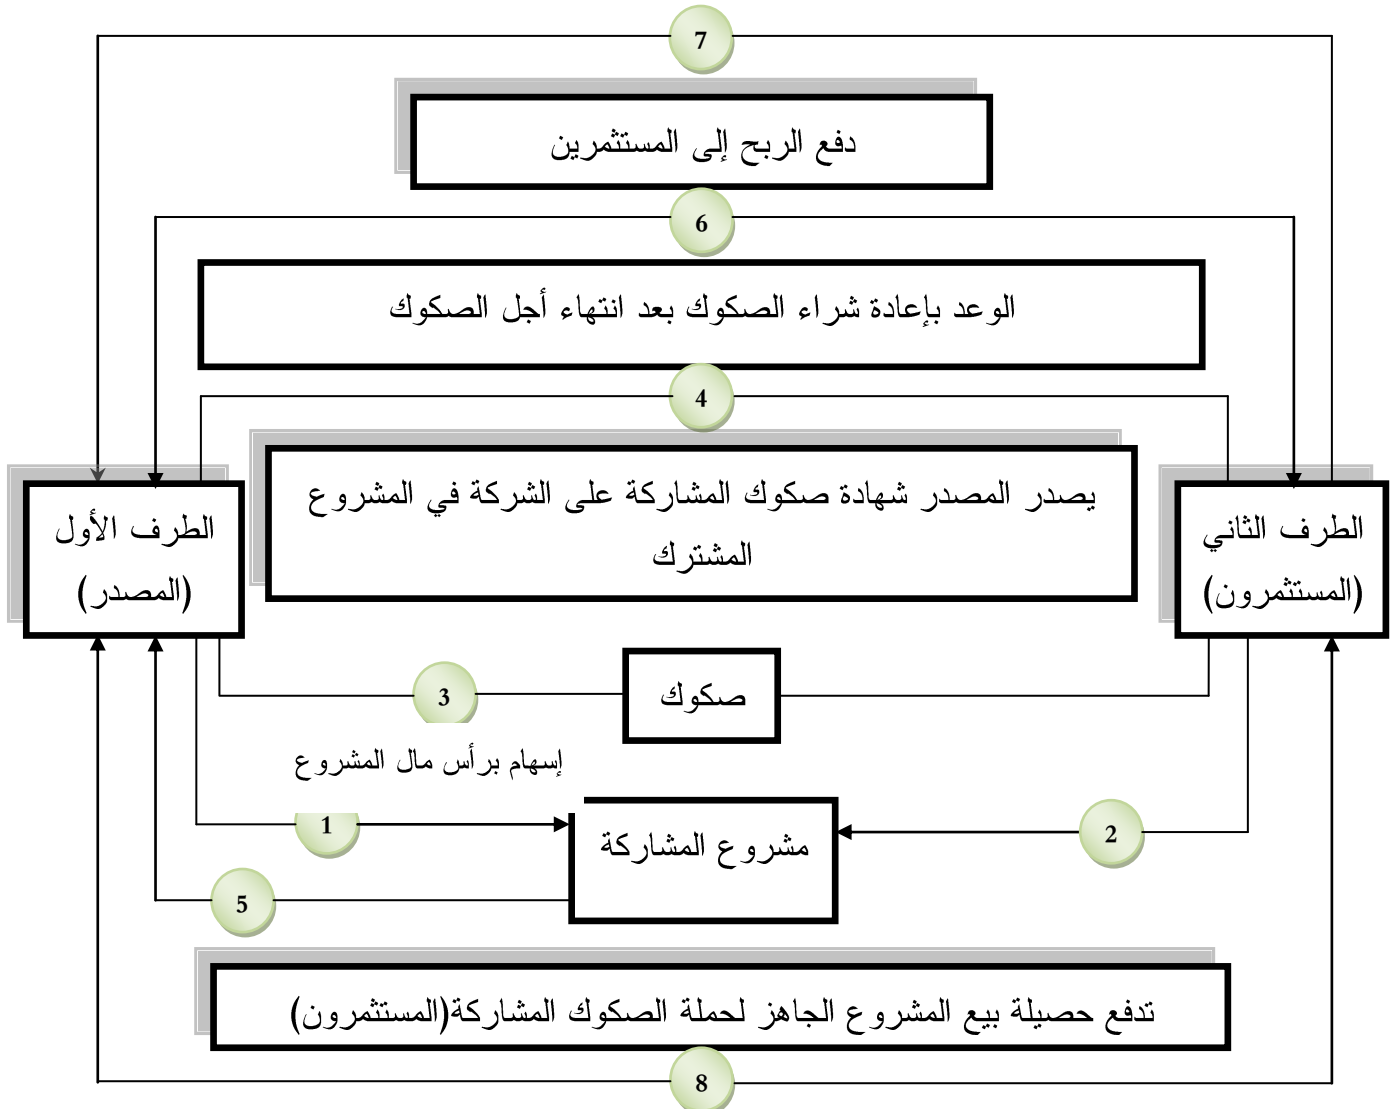 7
دفع الربح إلى المستثمرين
6
الوعد بإعادة شراء الصكوك بعد انتهاء أجل الصكوك
4
يصدر المصدر شهادة صكوك المشاركة على الشركة في المشروع
المشترك
الطرف الثاني
(المستثمرون)
الطرف الأول
(المصدر)
صكوك
3
إسهام برأس مال المشروع
1
مشروع المشاركة
2
5
تدفع حصيلة بيع المشروع الجاهز لحملة الصكوك المشاركة(المستثمرون)
8